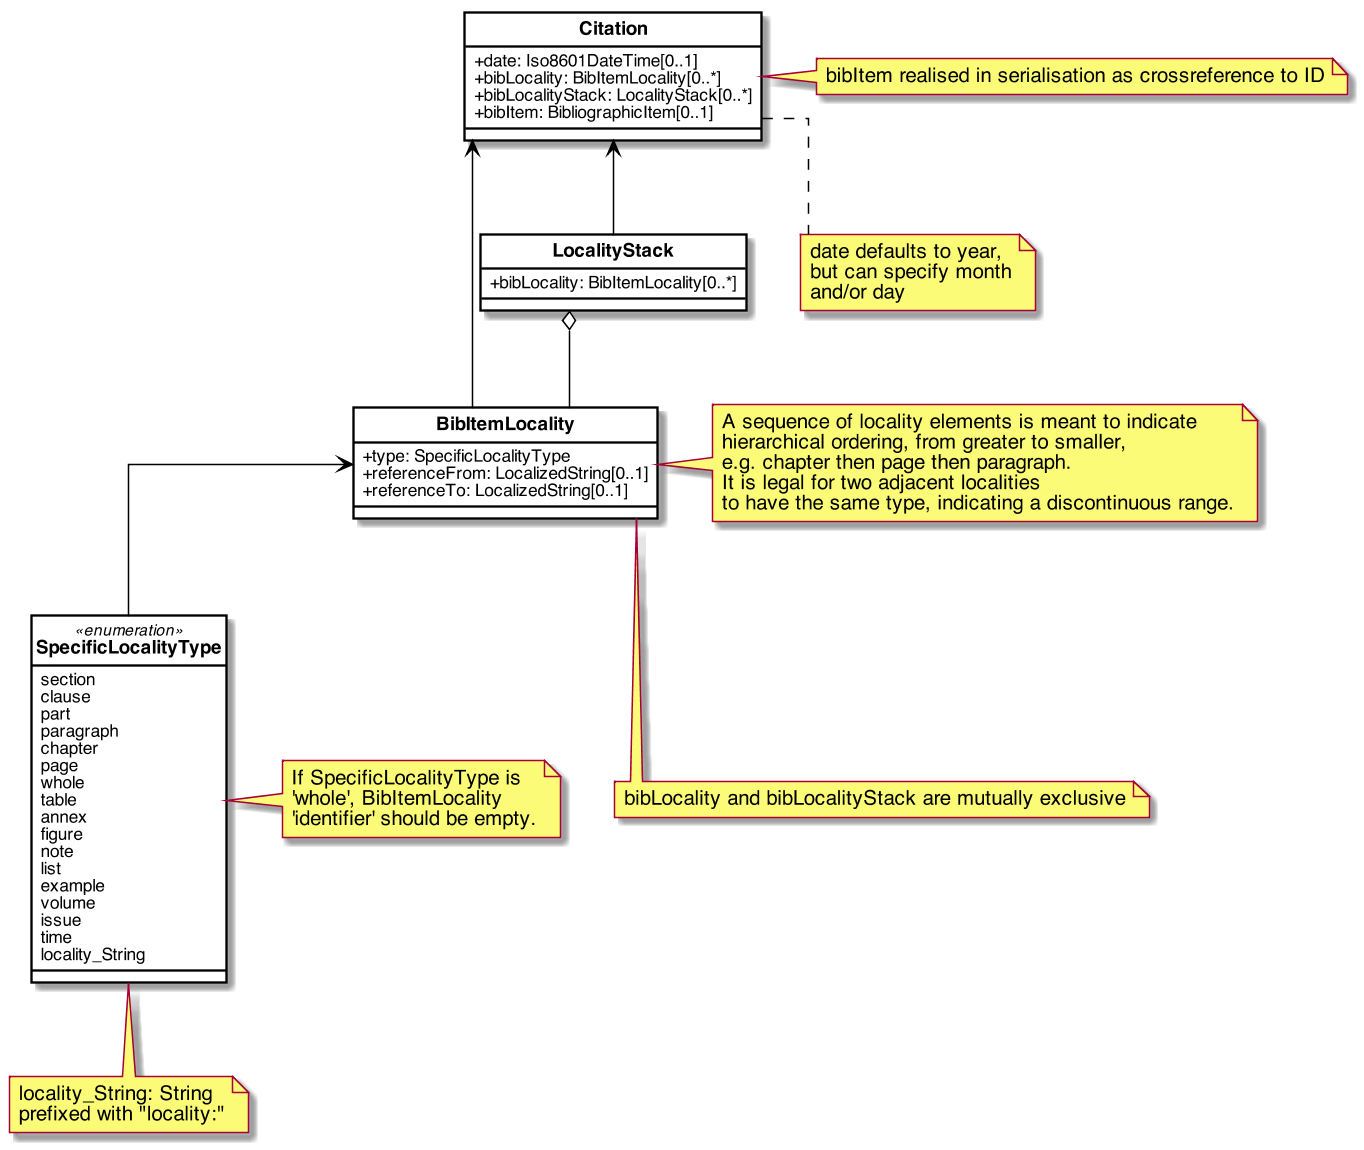 Citation
+date: Iso8601DateTime[0..1]
+bibLocality: BibItemLocality[0..*]
+bibLocalityStack: LocalityStack[0..*]
+bibItem: BibliographicItem[0..1]
bibItem realised in serialisation as crossreference to ID
LocalityStack
+bibLocality: BibItemLocality[0..*]
date defaults to year,
but can specify month
and/or day
BibItemLocality
+type: SpecificLocalityType
+referenceFrom: LocalizedString[0..1]
+referenceTo: LocalizedString[0..1]
A sequence of locality elements is meant to indicate
hierarchical ordering, from greater to smaller,
e.g. chapter then page then paragraph.
It is legal for two adjacent localities
to have the same type, indicating a discontinuous range.
«enumeration»
SpecificLocalityType
section
clause
part
paragraph
chapter
page
whole
table
annex
figure
note
list
example
volume
issue
time
locality_String
If SpecificLocalityType is
'whole', BibItemLocality
'identifier' should be empty.
bibLocality and bibLocalityStack are mutually exclusive
locality_String: String
prefixed with "locality:"